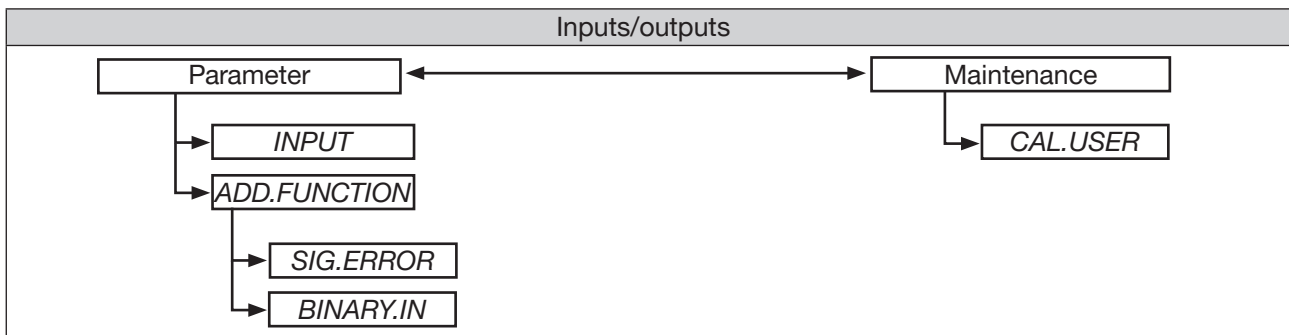 Inputs/outputs
Parameter
Maintenance
INPUT
CAL.USER
ADD.FUNCTION
SIG.ERROR
BINARY.IN